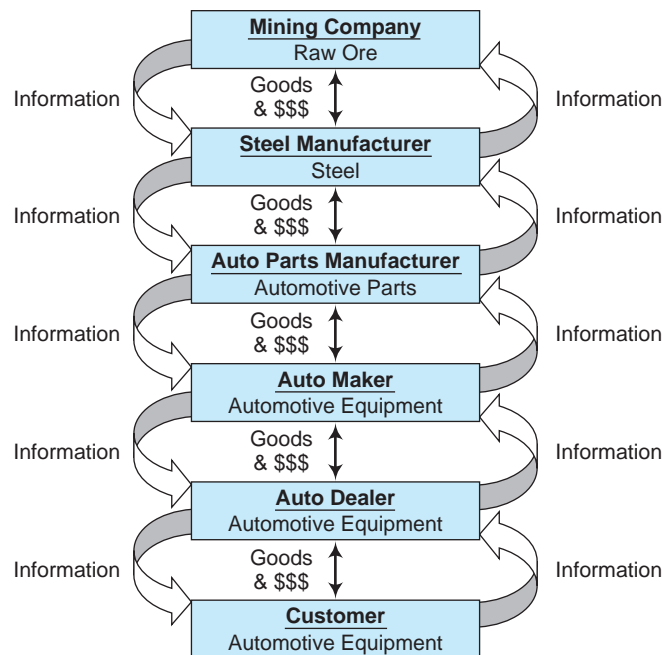 Mining Company
Raw Ore
Information
Goods
& $$$
Information
Steel Manufacturer
Steel
Information
Goods
& $$$
Information
Auto Parts Manufacturer
Automotive Parts
Information
Goods
& $$$
Information
Auto Maker
Automotive Equipment
Information
Goods
& $$$
Information
Auto Dealer
Automotive Equipment
Information
Goods
& $$$
Information
Customer
Automotive Equipment